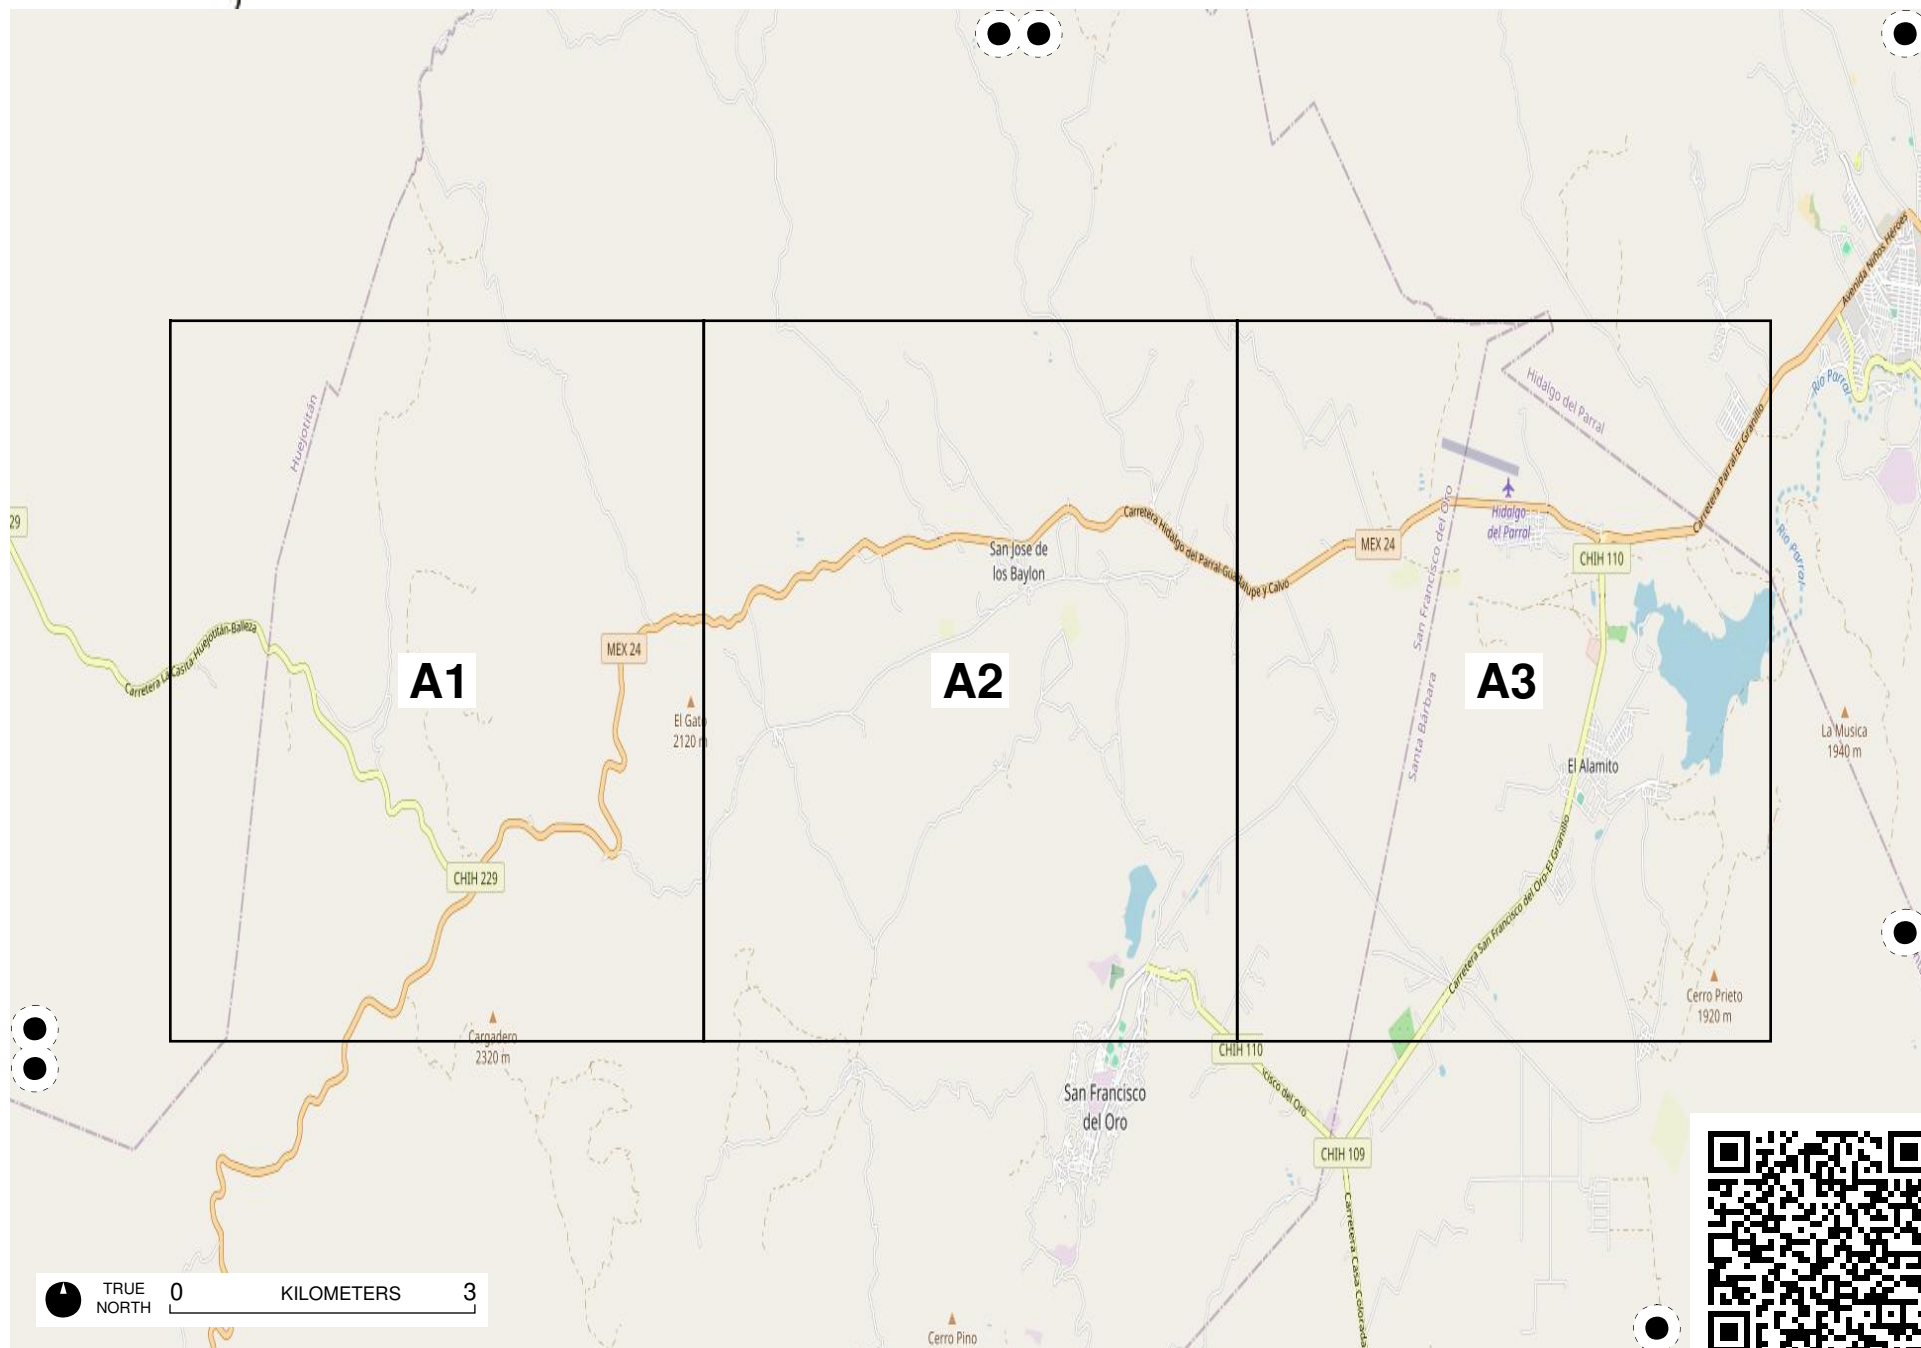 Avenida Niños Héroes
Río Parral
Hidalgo del Parral
Huejotitán
Carretera Parral-El Granillo
29
Hidalgo
del Parral
Carretera Hidalgo del Parral-Guadalupe y Calvo
MEX 24
CHIH 110
San Jose de
los Baylon
Río Parral
San Francisco del Oro
Carretera La Casita-Huejotitán-Balleza
MEX 24
A1
A2
A3
El Gato
2120 m
Santa Bárbara
La Musica
1940 m
El Alamito
CHIH 229
Carretera San Francisco del Oro-El Granillo
Cerro Prieto
1920 m
Cargadero
2320 m
CHIH 110
cisco del Oro
San Francisco
del Oro
CHIH 109
Carretera Casa Colorada
TRUE
NORTH
0 KILOMETERS 3
Cerro Pino